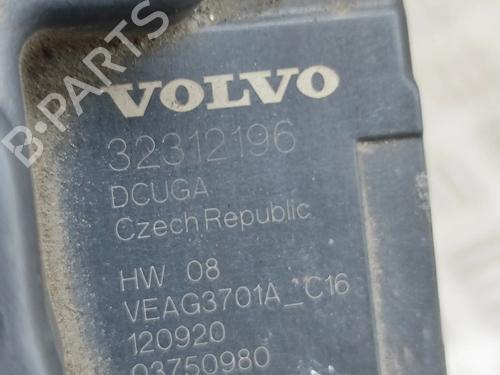 B-PARTS
VOLVO
32312196
DCUGA
Czech Republic
HW 08
VEAG3701A_C16
120920
03750980